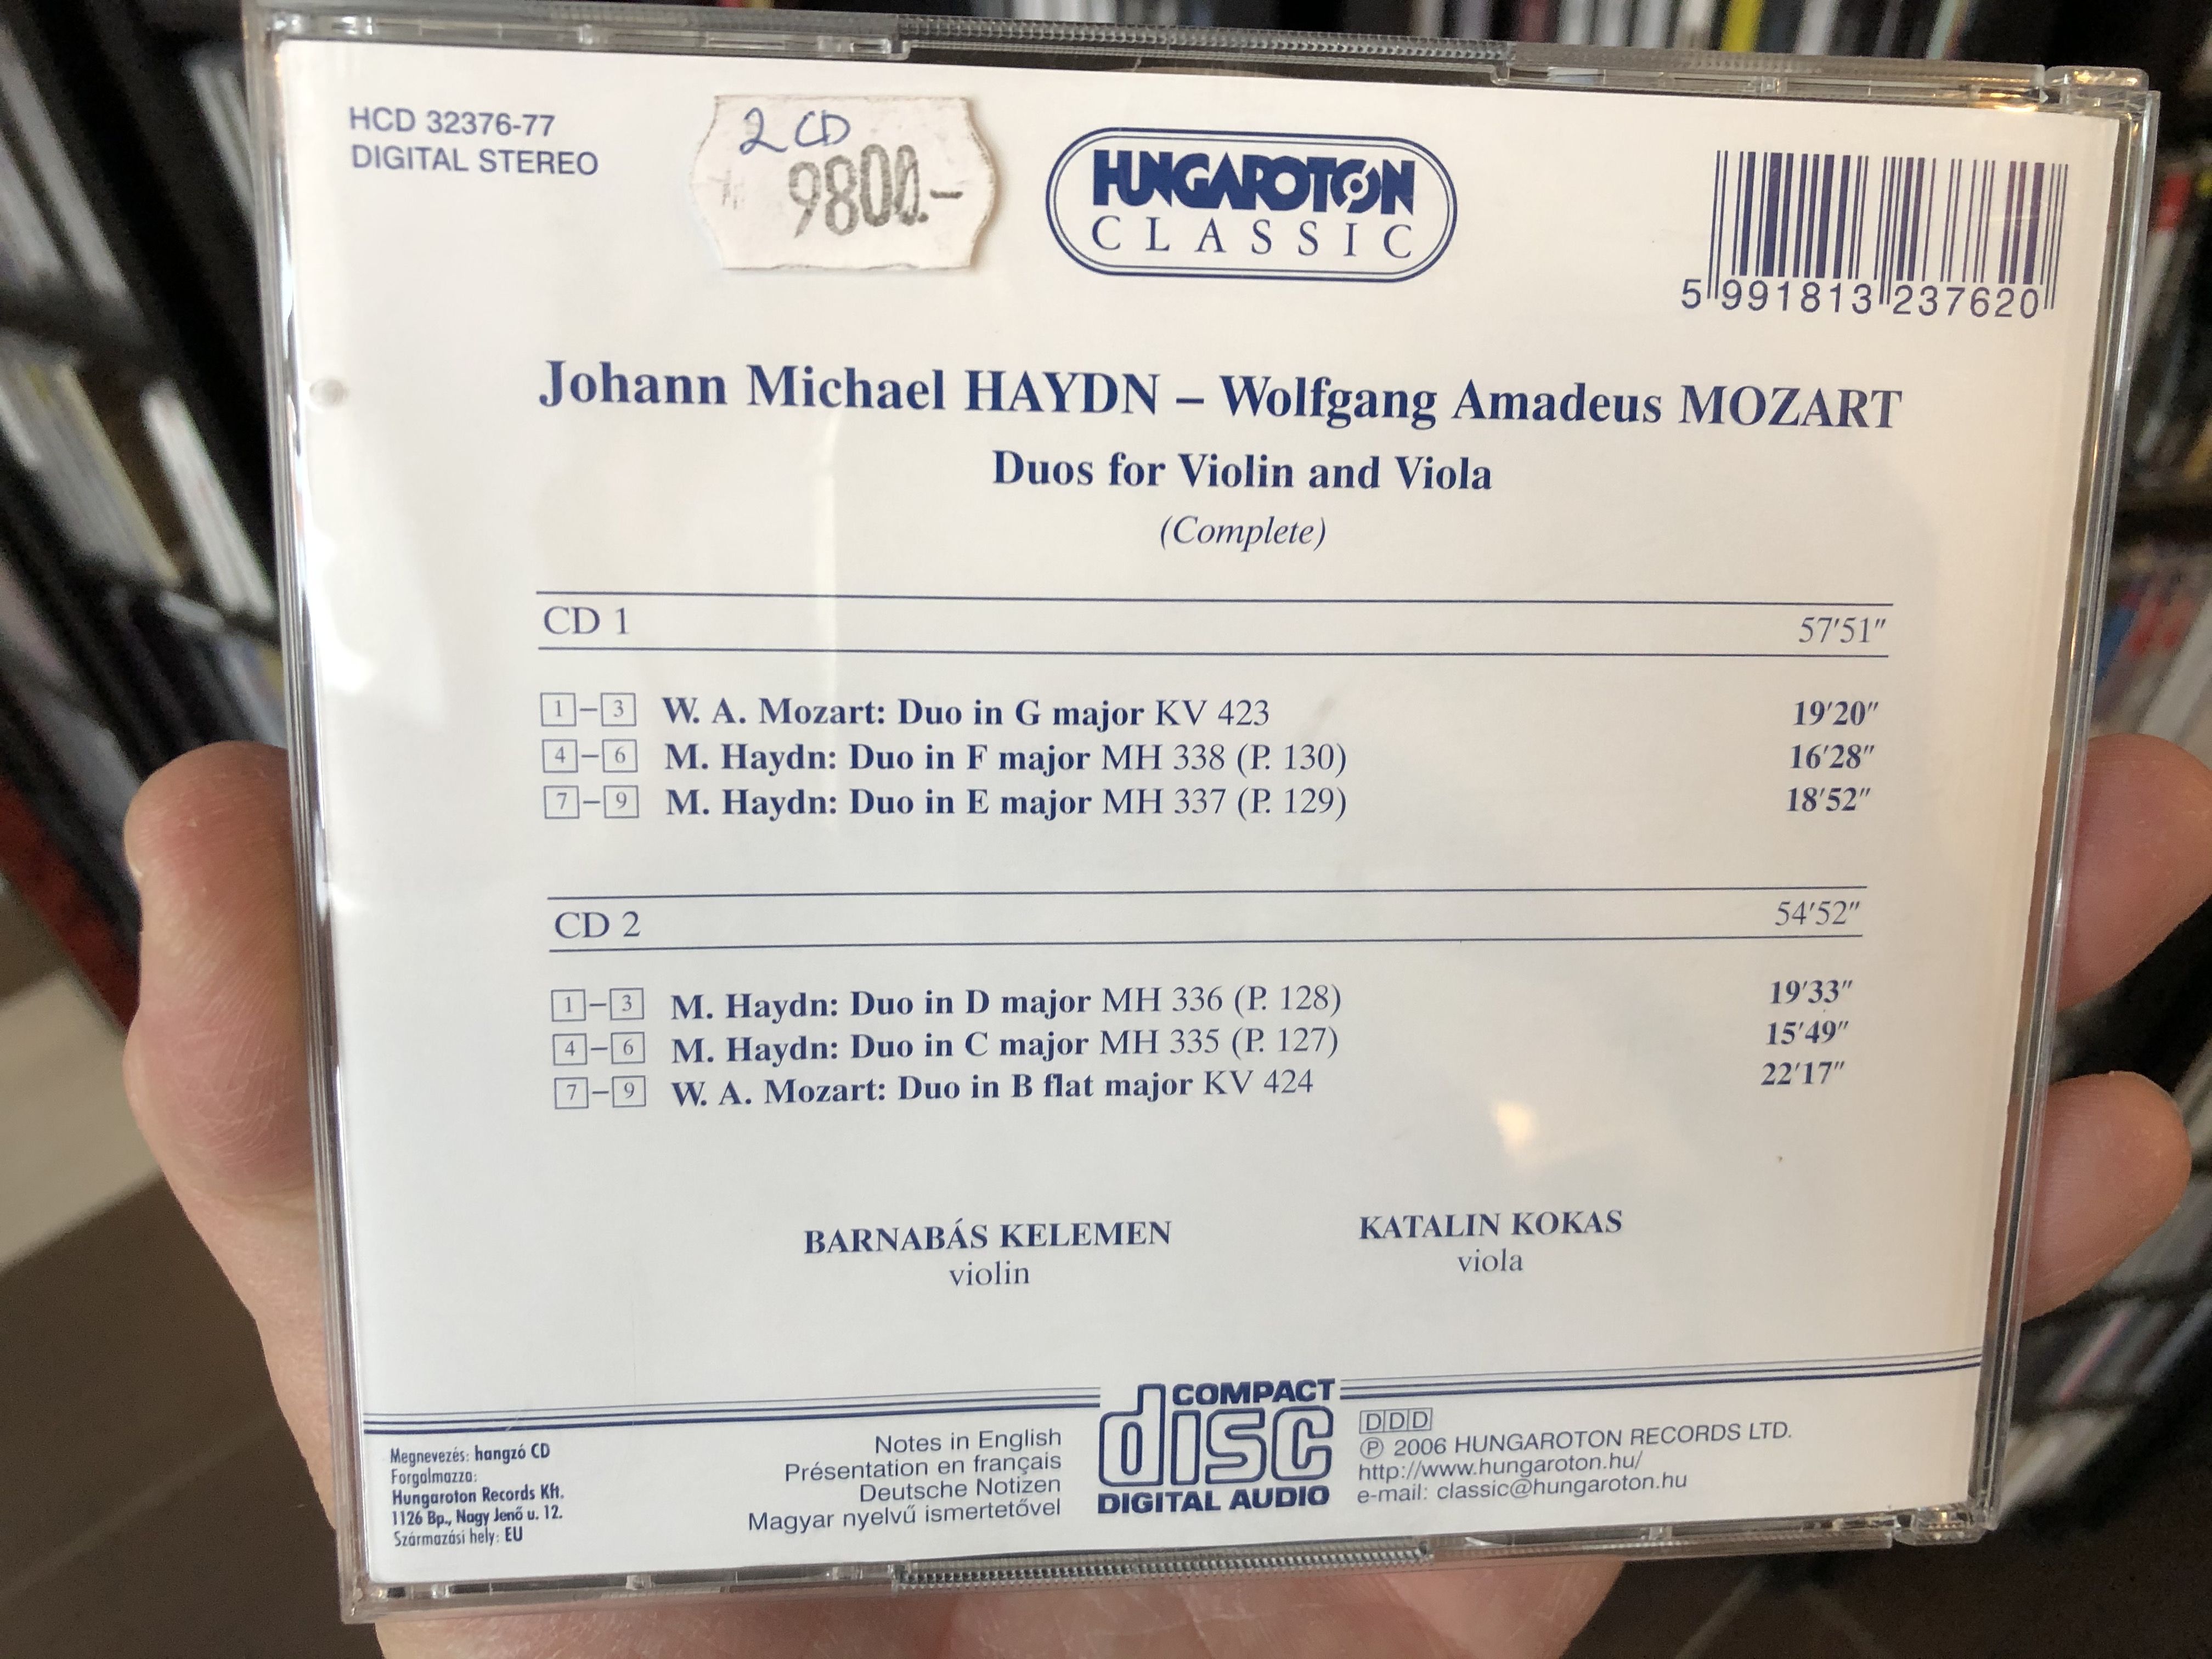 HCD 32376-77
DIGITAL STEREO
2 CD
9800.-
HUNGAROTON
CLASSIC
5 991813 237620
Johann Michael HAYDN – Wolfgang Amadeus MOZART
Duos for Violin and Viola
(Complete)
CD 1 57'51"
1–3 W. A. Mozart: Duo in G major KV 423 19'20"
4–6 M. Haydn: Duo in F major MH 338 (P. 130) 16'28"
7–9 M. Haydn: Duo in E major MH 337 (P. 129) 18'52"
CD 2 54'52"
1–3 M. Haydn: Duo in D major MH 336 (P. 128) 19'33"
4–6 M. Haydn: Duo in C major MH 335 (P. 127) 15'49"
7–9 W. A. Mozart: Duo in B flat major KV 424 22'17"
BARNABÁS KELEMEN
violin
KATALIN KOKAS
viola
Megnevezés: hangzó CD
Forgalmazza:
Hungaroton Records Kft.
1126 Bp., Nagy Jenő u. 12.
Származási hely: EU
Notes in English
Présentation en français
Deutsche Notizen
Magyar nyelvű ismertetővel
COMPACT
disc
DIGITAL AUDIO
DDD
℗ 2006 HUNGAROTON RECORDS LTD.
http://www.hungaroton.hu/
e-mail: classic@hungaroton.hu